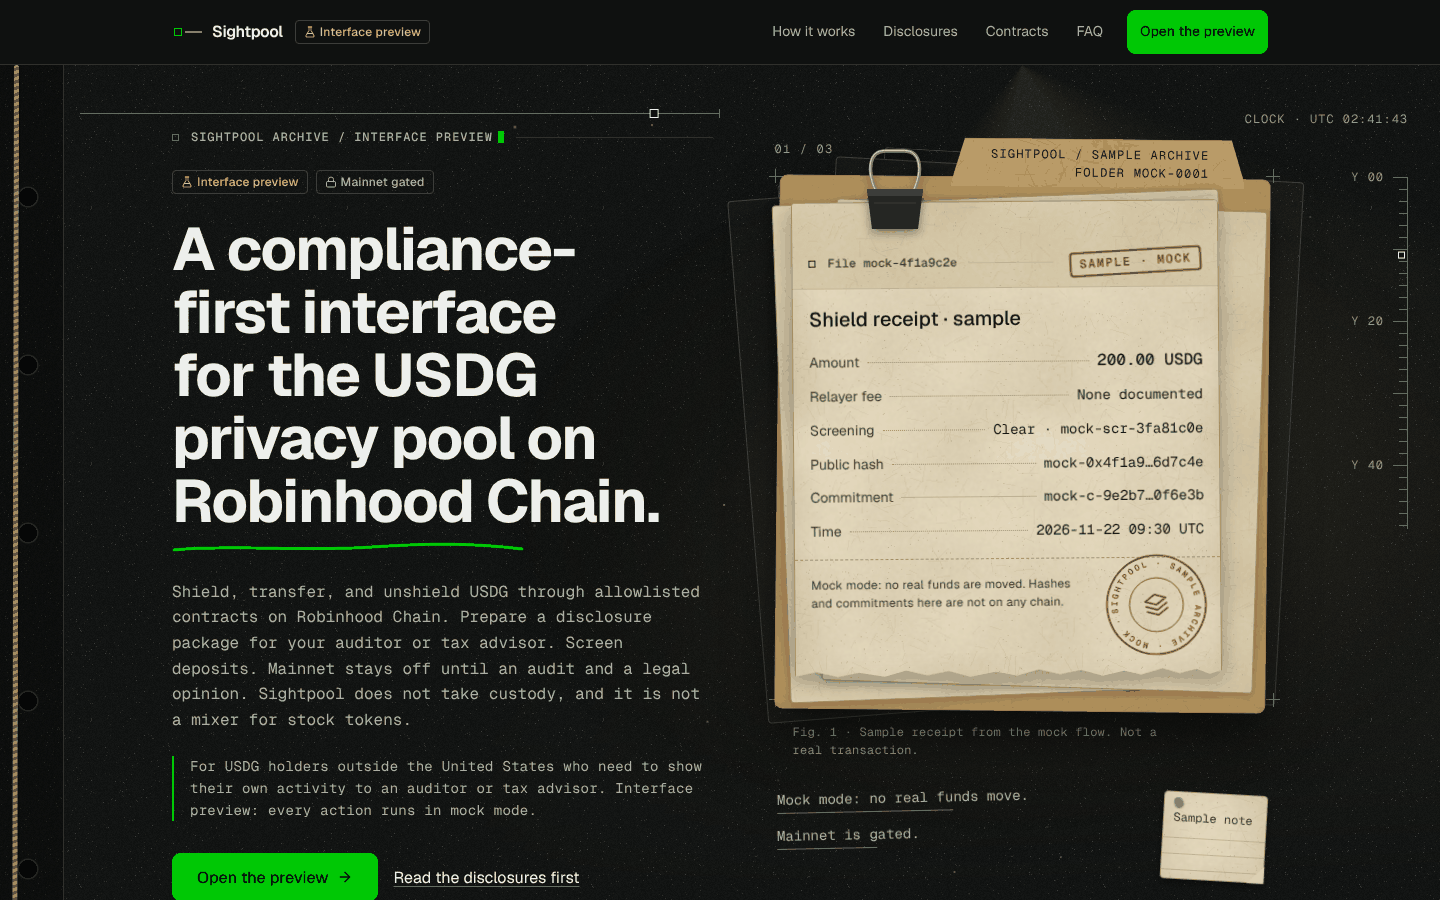 Sightpool
Interface preview
How it works
Disclosures
Contracts
FAQ
Open the preview
CLOCK · UTC 02:41:43
SIGHTPOOL ARCHIVE / INTERFACE PREVIEW
Interface preview
Mainnet gated
A compliance-
first interface
for the USDG
privacy pool on
Robinhood Chain.
Shield, transfer, and unshield USDG through allowlisted
contracts on Robinhood Chain. Prepare a disclosure
package for your auditor or tax advisor. Screen
deposits. Mainnet stays off until an audit and a legal
opinion. Sightpool does not take custody, and it is not
a mixer for stock tokens.
For USDG holders outside the United States who need to show
their own activity to an auditor or tax advisor. Interface
preview: every action runs in mock mode.
Open the preview →
Read the disclosures first
01 / 03
SIGHTPOOL / SAMPLE ARCHIVE
FOLDER MOCK-0001
File mock-4f1a9c2e
SAMPLE · MOCK
Shield receipt · sample
Amount 200.00 USDG
Relayer fee None documented
Screening Clear · mock-scr-3fa81c0e
Public hash mock-0x4f1a9…6d7c4e
Commitment mock-c-9e2b7…0f6e3b
Time 2026-11-22 09:30 UTC
Mock mode: no real funds are moved. Hashes
and commitments here are not on any chain.
SIGHTPOOL · SAMPLE ARCHIVE · MOCK ·
Fig. 1 · Sample receipt from the mock flow. Not a
real transaction.
Mock mode: no real funds move.
Mainnet is gated.
Sample note
Y 00
Y 20
Y 40